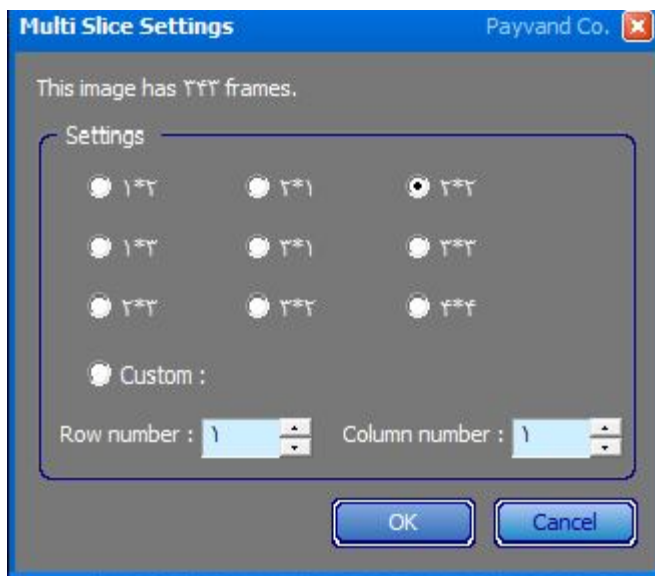 Multi Slice Settings Payvand Co.
This image has ۲۴۳ frames.
Settings
۱*۲ ۲*۱ ۲*۲
۱*۳ ۳*۱ ۳*۳
۲*۳ ۳*۲ ۴*۴
Custom :
Row number : ۱ Column number : ۱
OK Cancel